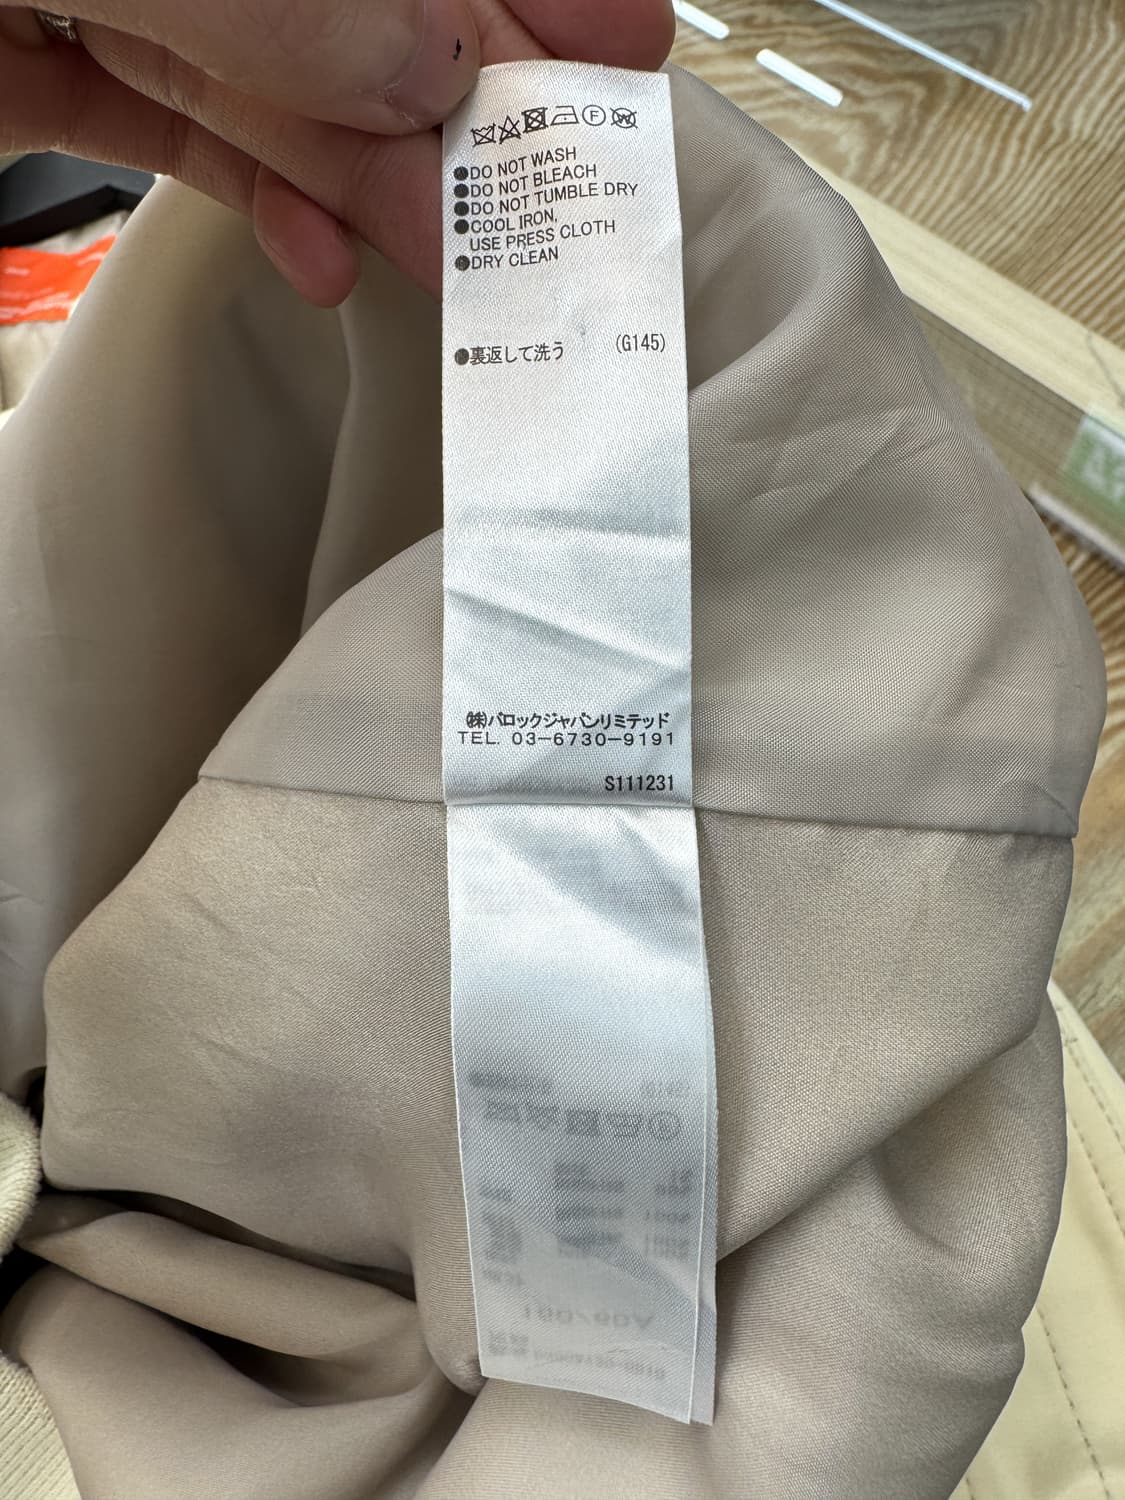 ●DO NOT WASH
●DO NOT BLEACH
●DO NOT TUMBLE DRY
●COOL IRON,
USE PRESS CLOTH
●DRY CLEAN
●裏返して洗う (G145)
㈱バロックジャパンリミテッド
TEL. 03-6730-9191
S111231